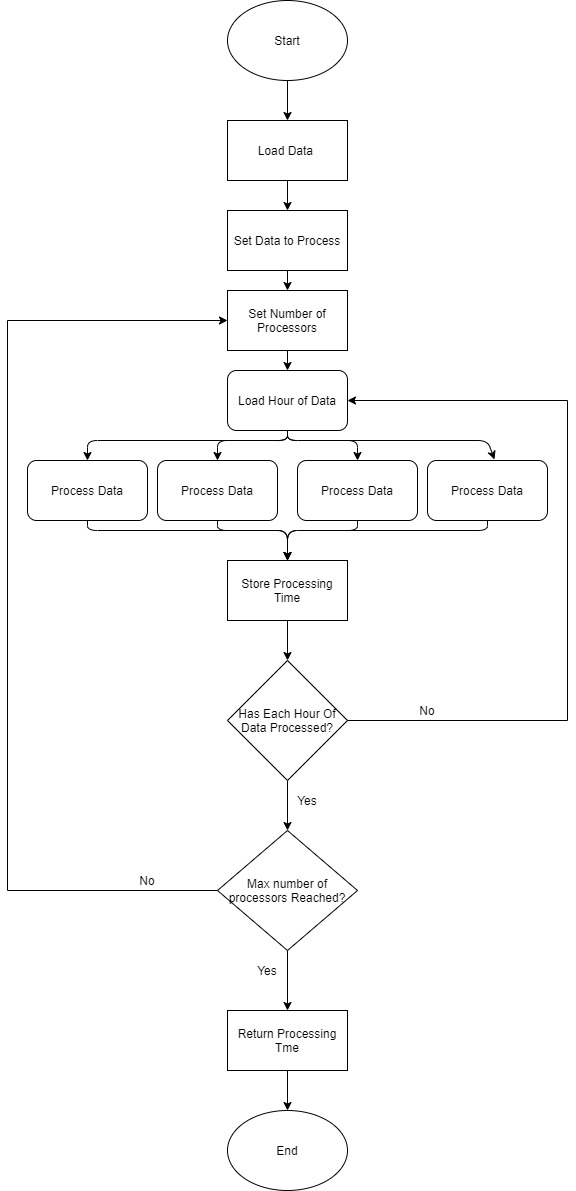 Start
Load Data
Set Data to Process
Set Number of
Processors
Load Hour of Data
Process Data
Process Data
Process Data
Process Data
Store Processing
Time
Has Each Hour Of
Data Processed?
No
Yes
Max number of
processors Reached?
No
Yes
Return Processing
Tme
End